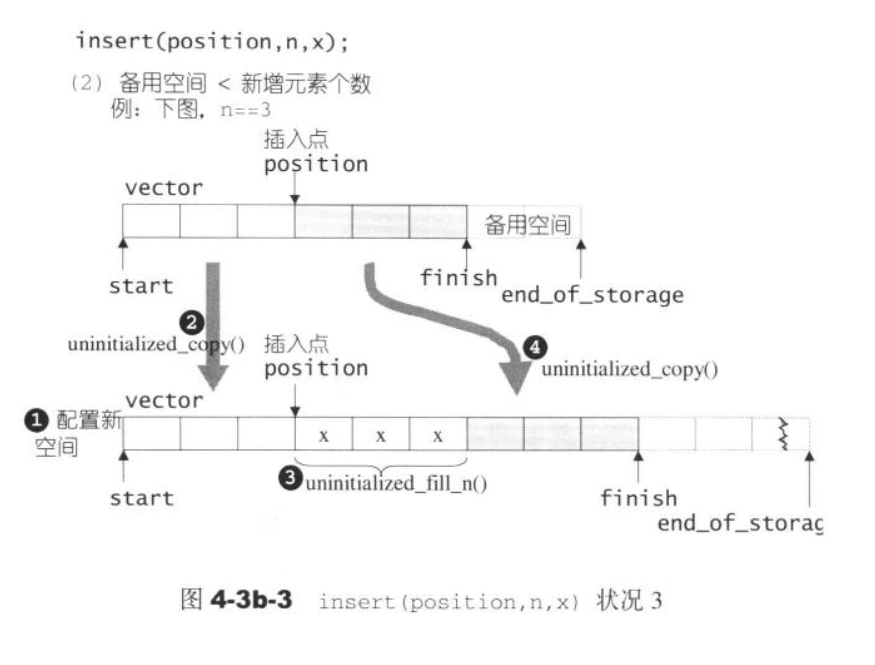 insert(position,n,x);
(2) 备用空间 < 新增元素个数
例：下图，n==3
插入点
position
vector
备用空间
start
finish
end_of_storage
❷
uninitialized_copy()
插入点
position
❹
uninitialized_copy()
vector
❶ 配置新
空间
x x x
start
❸ uninitialized_fill_n()
finish
end_of_storag
图 4-3b-3 insert(position,n,x) 状况 3